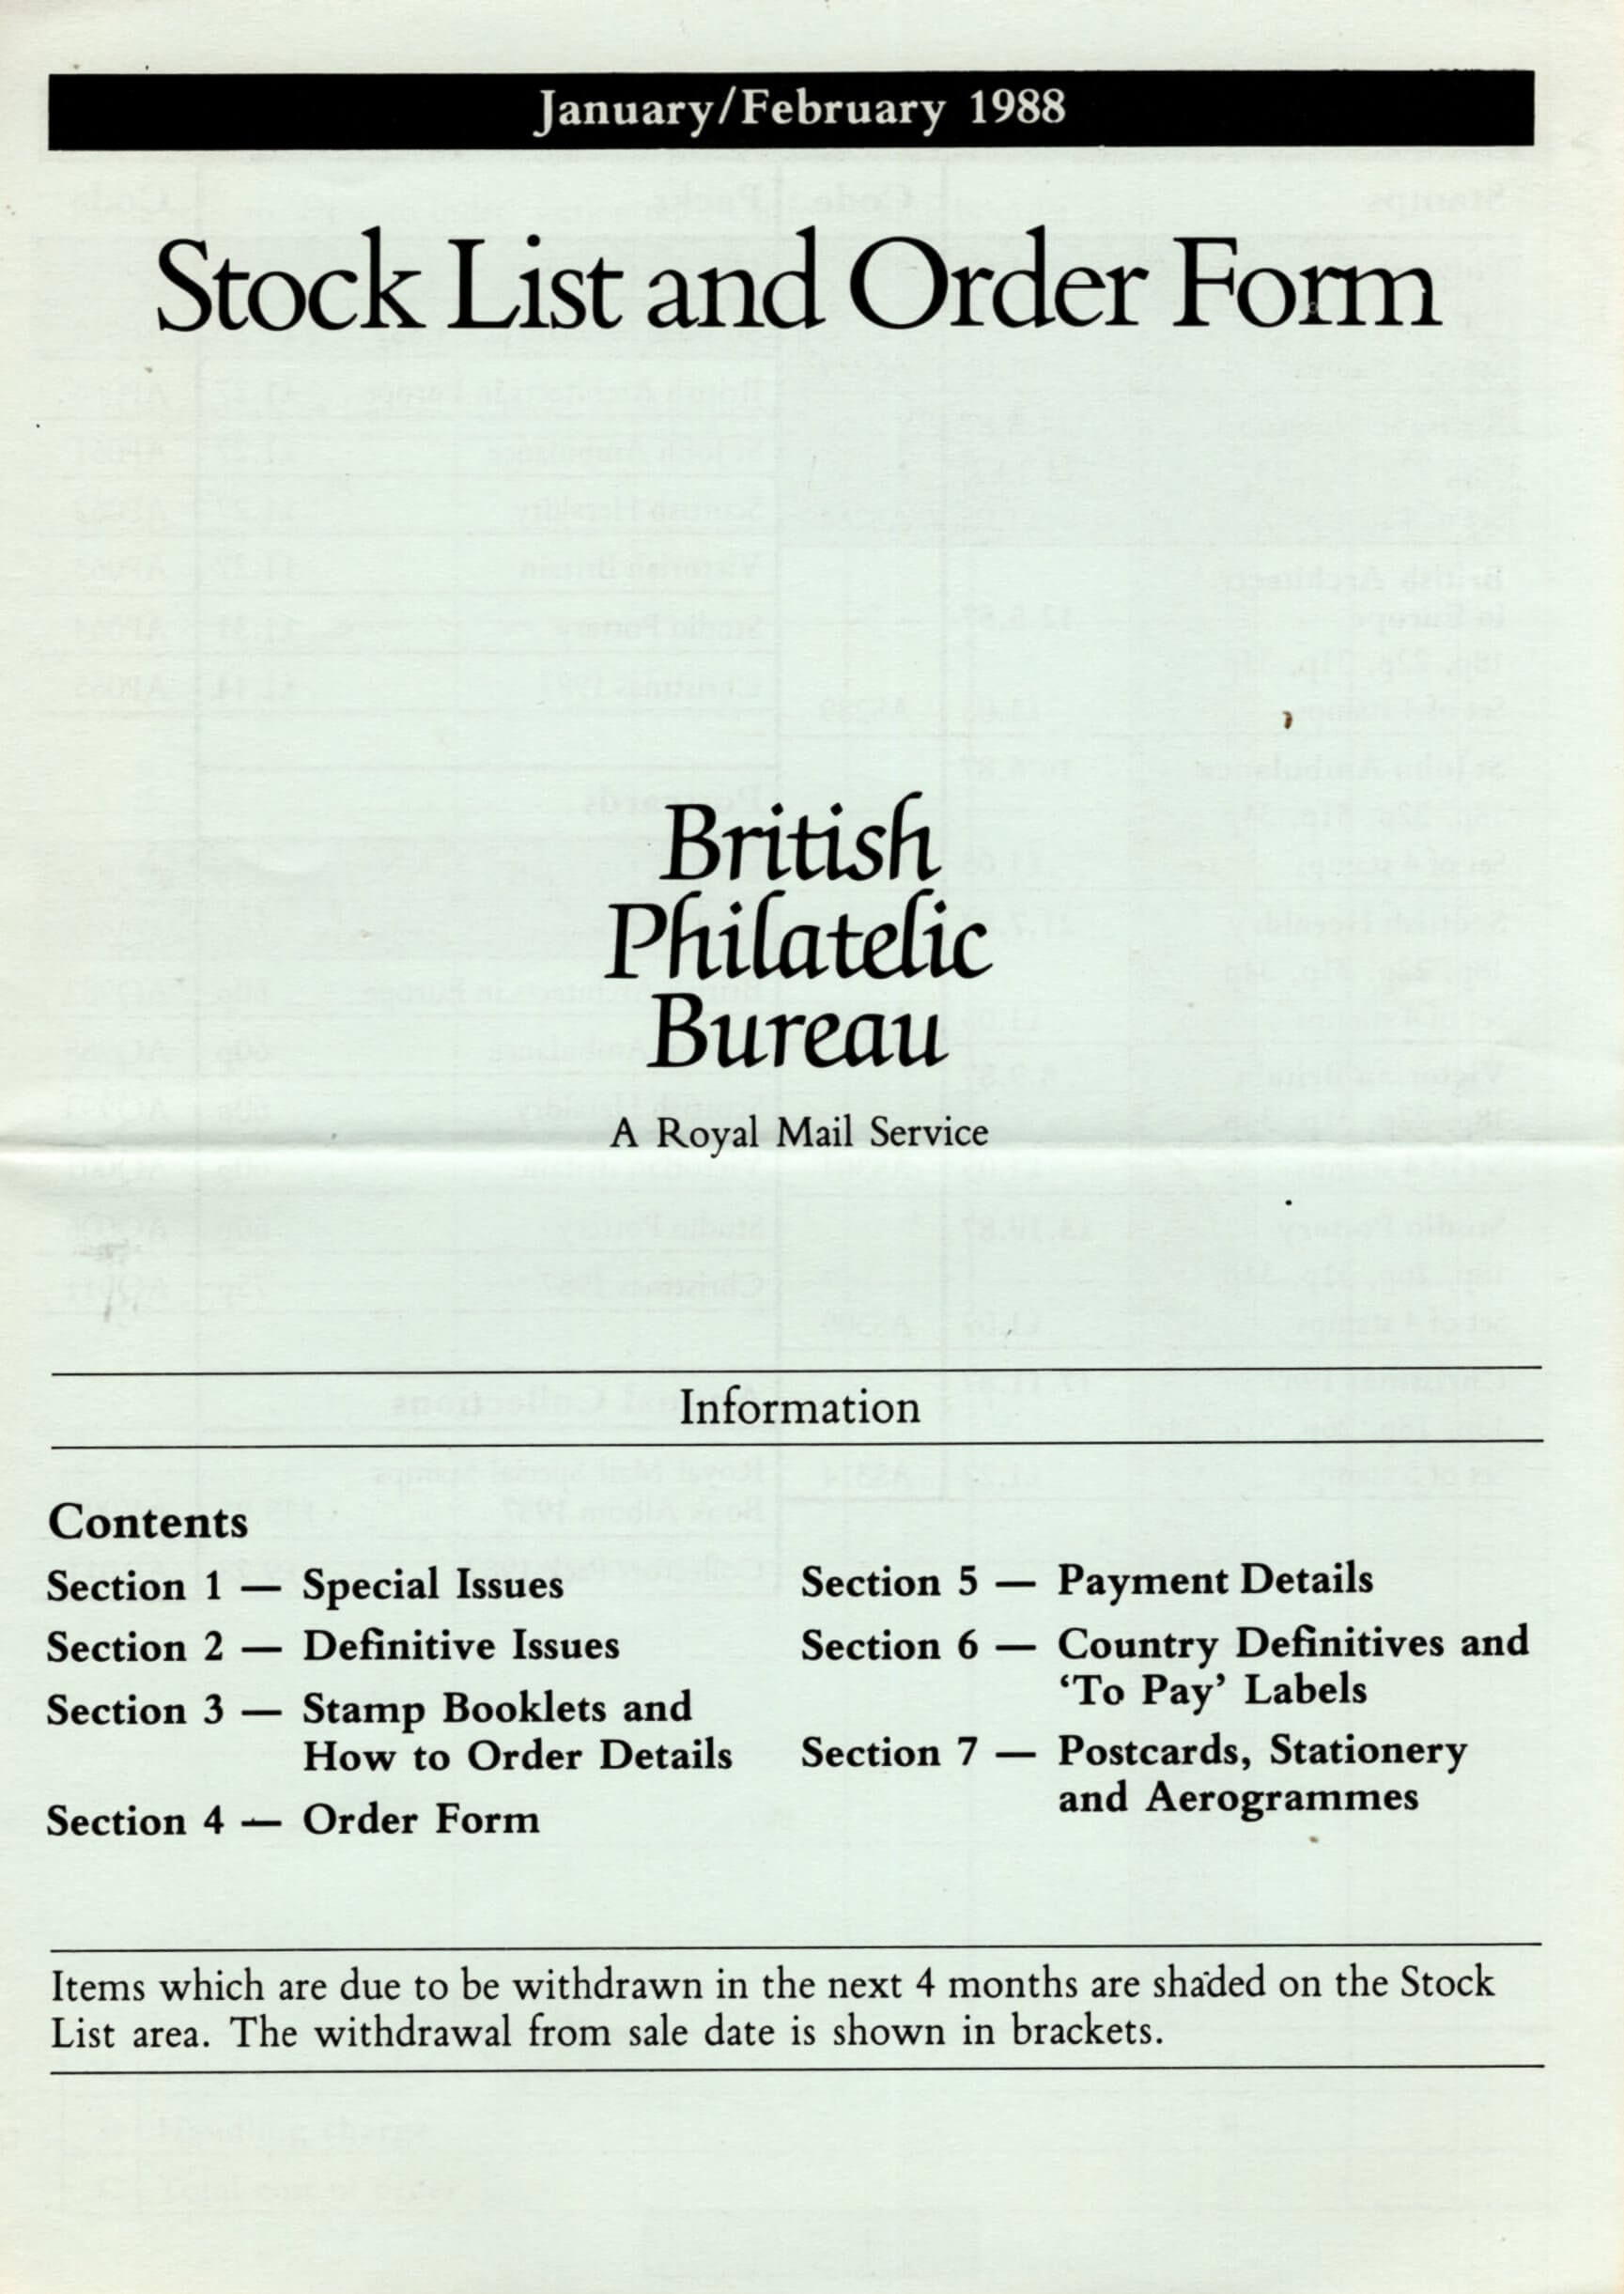 January/February 1988
Stock List and Order Form
British
Philatelic
Bureau
A Royal Mail Service
Information
Contents
Section 1 — Special Issues
Section 2 — Definitive Issues
Section 3 — Stamp Booklets and
How to Order Details
Section 4 — Order Form
Section 5 — Payment Details
Section 6 — Country Definitives and
‘To Pay’ Labels
Section 7 — Postcards, Stationery
and Aerogrammes
Items which are due to be withdrawn in the next 4 months are shaded on the Stock
List area. The withdrawal from sale date is shown in brackets.